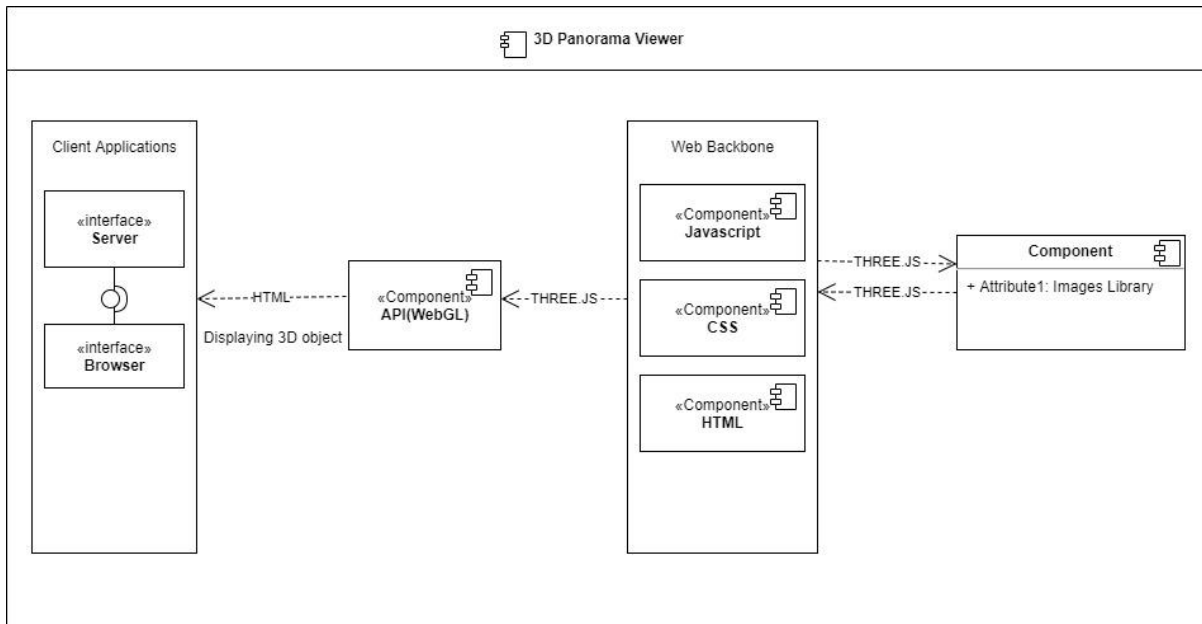 3D Panorama Viewer
Client Applications
«interface»
Server
«interface»
Browser
HTML
Displaying 3D object
«Component»
API(WebGL)
THREE.JS
Web Backbone
«Component»
Javascript
«Component»
CSS
«Component»
HTML
THREE.JS
THREE.JS
Component
+ Attribute1: Images Library